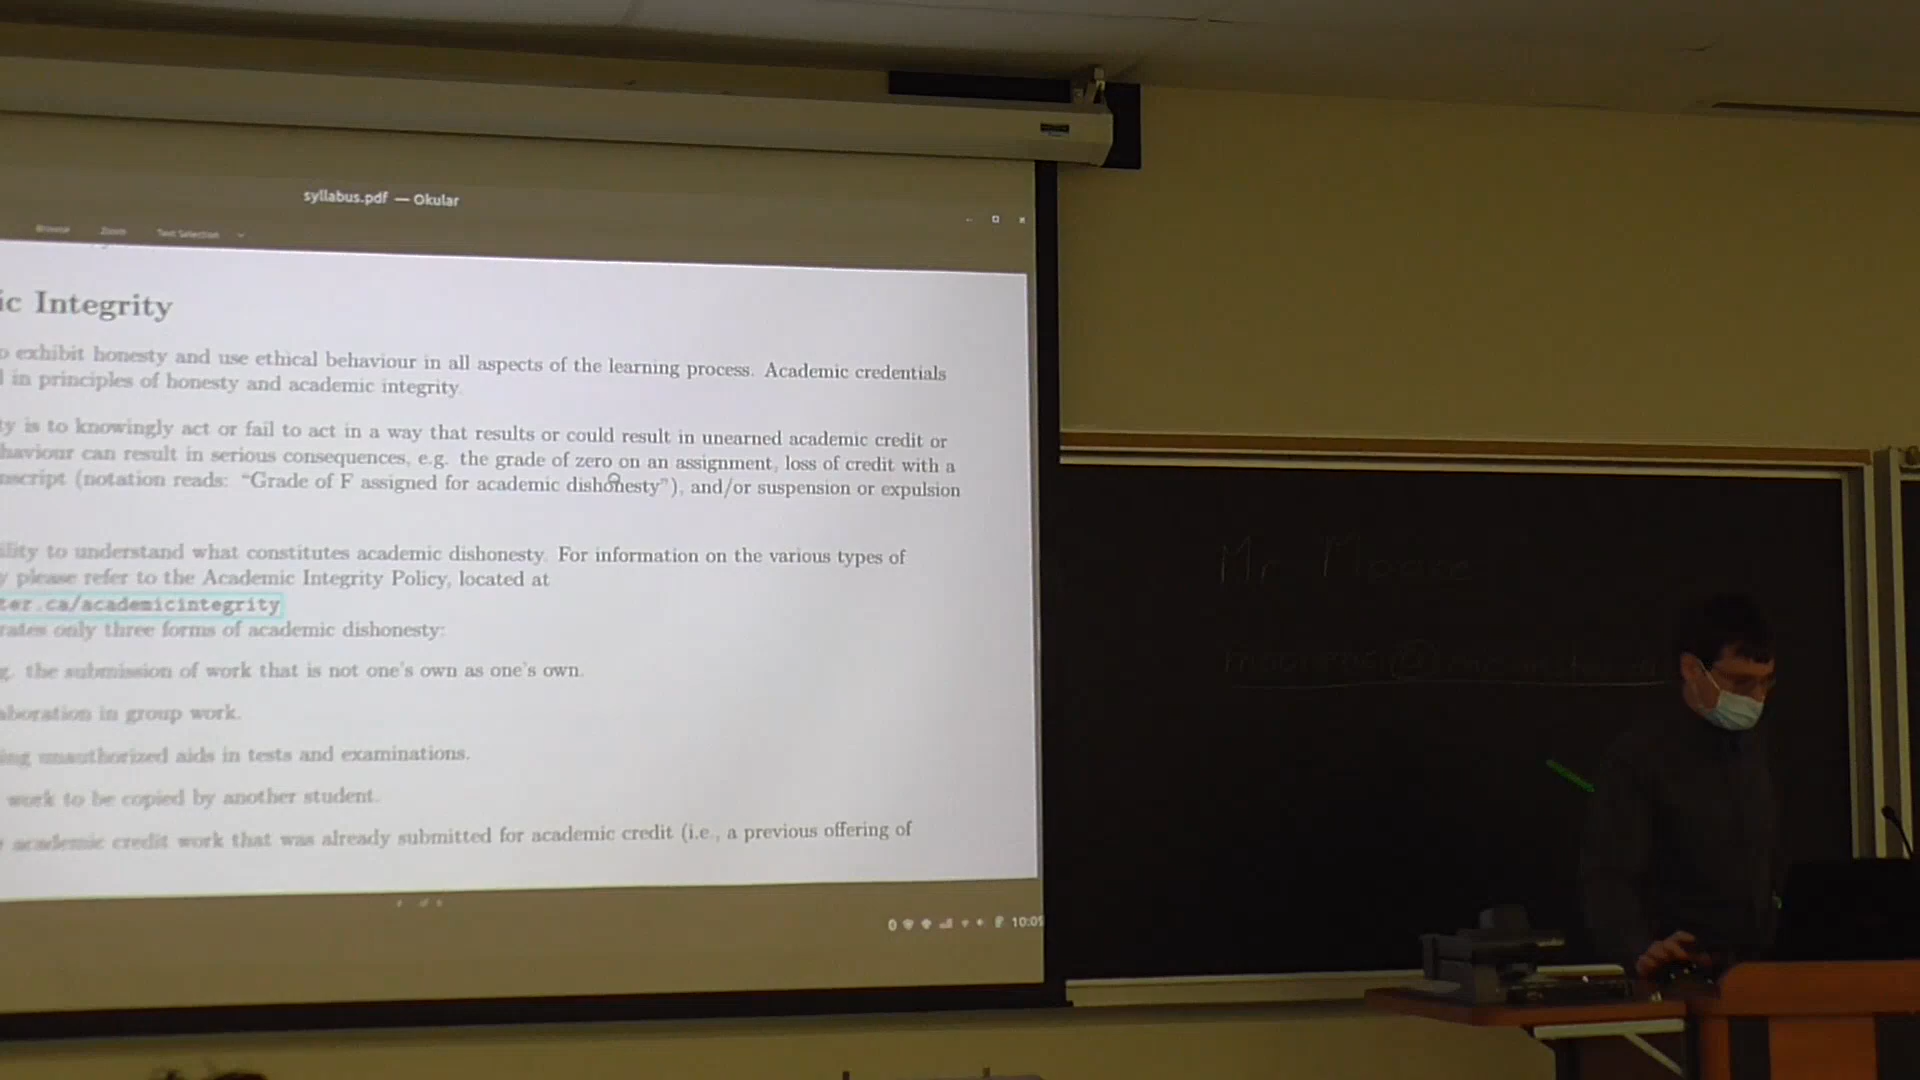 syllabus.pdf — Okular
Browse Zoom Text Selection
ic Integrity
exhibit honesty and use ethical behaviour in all aspects of the learning process. Academic credentials
in principles of honesty and academic integrity.
ty is to knowingly act or fail to act in a way that results or could result in unearned academic credit or
haviour can result in serious consequences, e.g. the grade of zero on an assignment, loss of credit with a
nscript (notation reads: “Grade of F assigned for academic dishonesty”), and/or suspension or expulsion
ility to understand what constitutes academic dishonesty. For information on the various types of
y please refer to the Academic Integrity Policy, located at
ter.ca/academicintegrity
rates only three forms of academic dishonesty:
g. the submission of work that is not one's own as one's own.
aboration in group work.
ing unauthorized aids in tests and examinations.
work to be copied by another student.
academic credit work that was already submitted for academic credit (i.e., a previous offering of
10:05
Mr